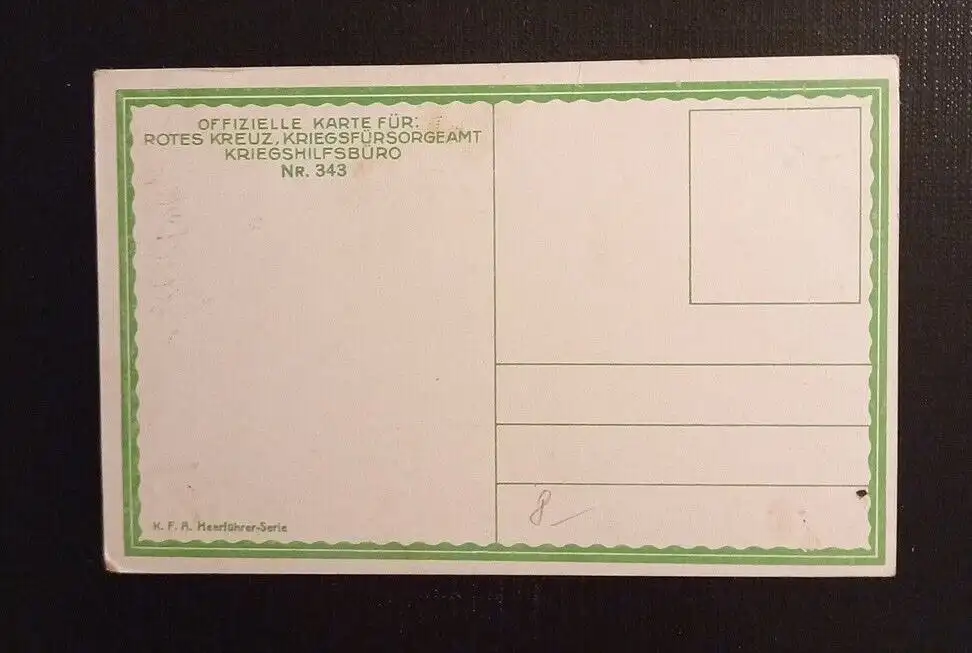 OFFIZIELLE KARTE FÜR:
ROTES KREUZ, KRIEGSFÜRSORGEAMT
KRIEGSHILFSBÜRO
NR. 343
K. F. A. Heerführer-Serie
8